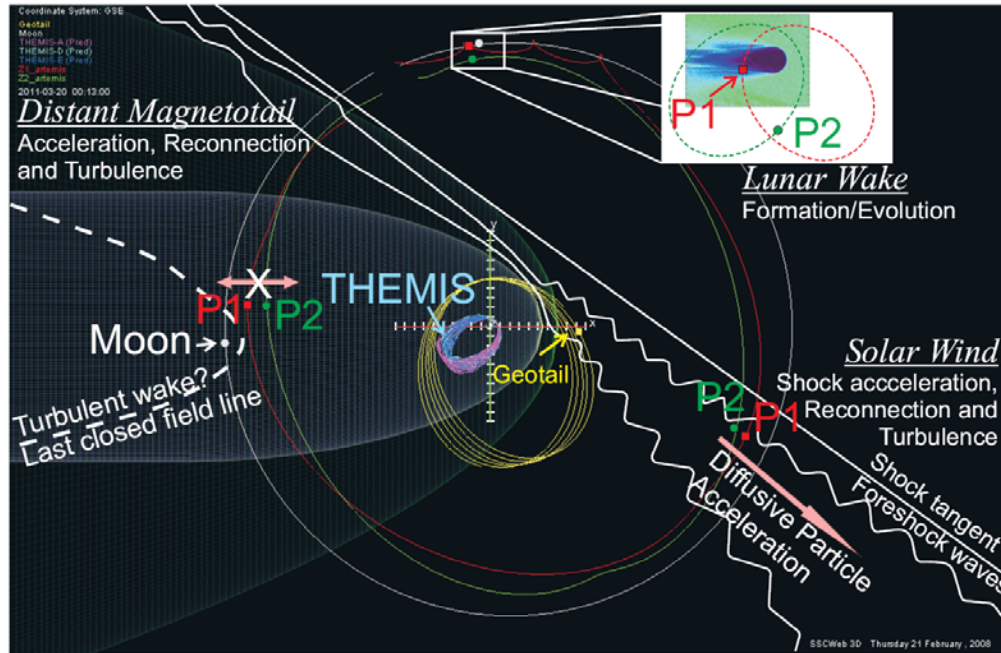 Coordinate System: GSE
Geotail
Moon
THEMIS-A (Pred)
THEMIS-D (Pred)
THEMIS-E (Pred)
Z1_artemis
Z2_artemis
2011-03-20 00:13:00
Distant Magnetotail
Acceleration, Reconnection
and Turbulence
P1
P2
Lunar Wake
Formation/Evolution
y
x
THEMIS
X
P1
P2
Moon
Geotail
Turbulent wake?
Last closed field line
Solar Wind
Shock accceleration,
Reconnection and
Turbulence
P2
P1
Shock tangent
Foreshock waves
Diffusive Particle
Acceleration
SSCWeb 3D Thursday 21 February, 2008